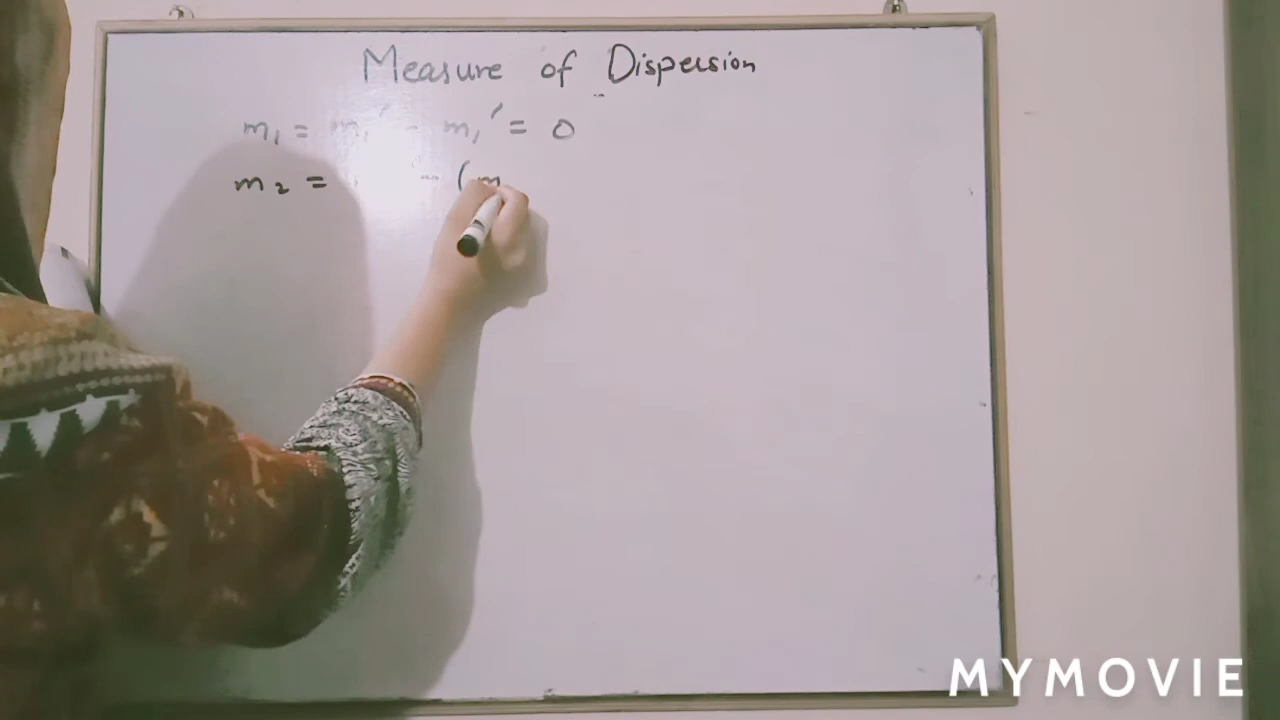 Measure of Dispersion
m₁ = m₁′ - m₁′ = 0
m₂ = - (m
MYMOVIE